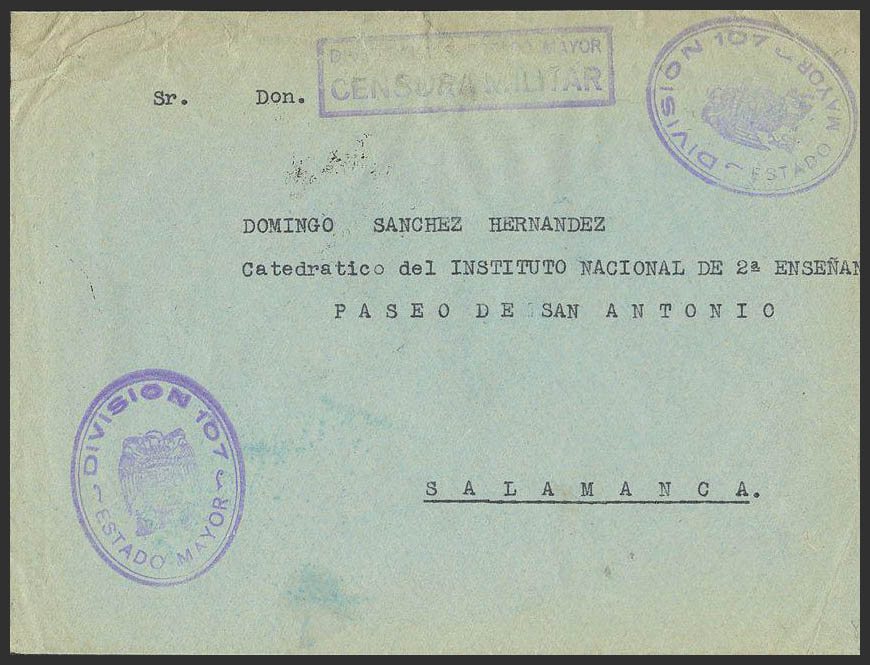 MAYOR
CENSURA MILITAR
DIVISION 107
ESTADO MAYOR
Sr. Don.
DOMINGO SANCHEZ HERNANDEZ
Catedratico del INSTITUTO NACIONAL DE 2ª ENSEÑAN
PASEO DE SAN ANTONIO
SALAMANCA.
DIVISION 107
ESTADO MAYOR